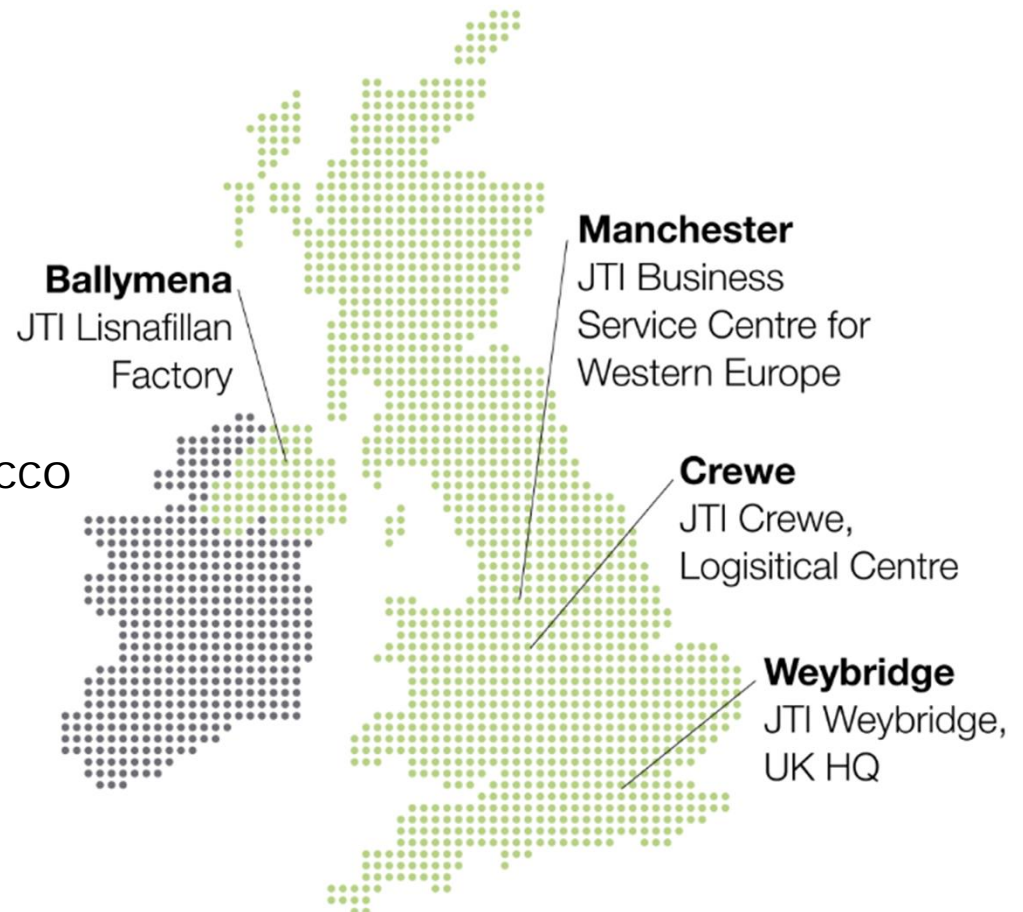 Manchester
JTI Business
Service Centre for
Western Europe
Ballymena
JTI Lisnafillan
Factory
cco
Crewe
JTI Crewe,
Logisitical Centre
Weybridge
JTI Weybridge,
UK HQ